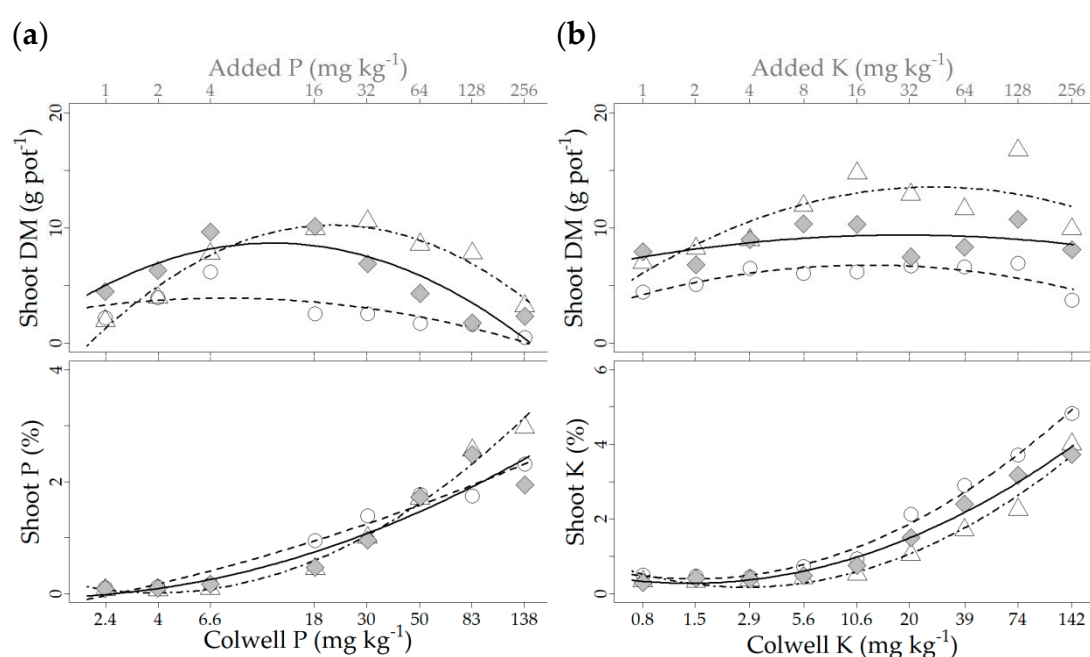 (a)
Added P (mg kg⁻¹)
1 2 4 16 32 64 128 256
Shoot DM (g pot⁻¹)
20
10
0
Shoot P (%)
4
2
0
2.4 4 6.6 18 30 50 83 138
Colwell P (mg kg⁻¹)
(b)
Added K (mg kg⁻¹)
1 2 4 8 16 32 64 128 256
Shoot DM (g pot⁻¹)
20
10
0
Shoot K (%)
6
4
2
0
0.8 1.5 2.9 5.6 10.6 20 39 74 142
Colwell K (mg kg⁻¹)